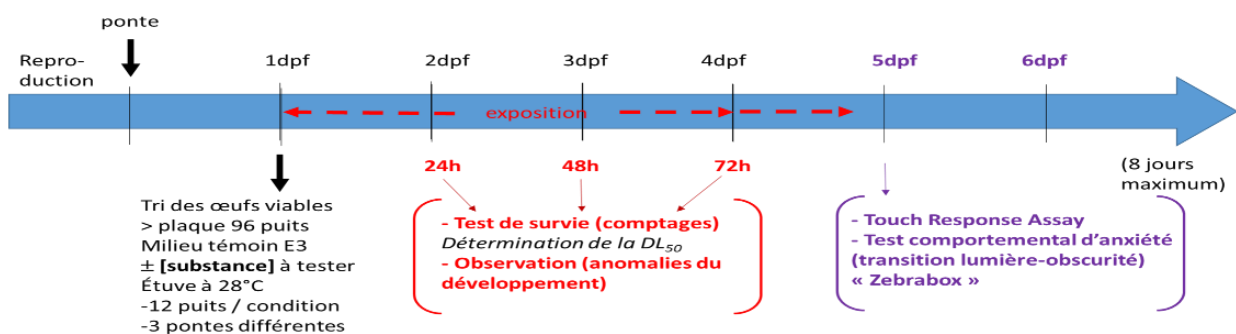 ponte
Repro-
duction
1dpf
2dpf
3dpf
4dpf
5dpf
6dpf
exposition
24h
48h
72h
(8 jours
maximum)
Tri des œufs viables
> plaque 96 puits
Milieu témoin E3
± [substance] à tester
Étuve à 28°C
-12 puits / condition
-3 pontes différentes
- Test de survie (comptages)
Détermination de la DL50
- Observation (anomalies du
développement)
- Touch Response Assay
- Test comportemental d'anxiété
(transition lumière-obscurité)
« Zebrabox »